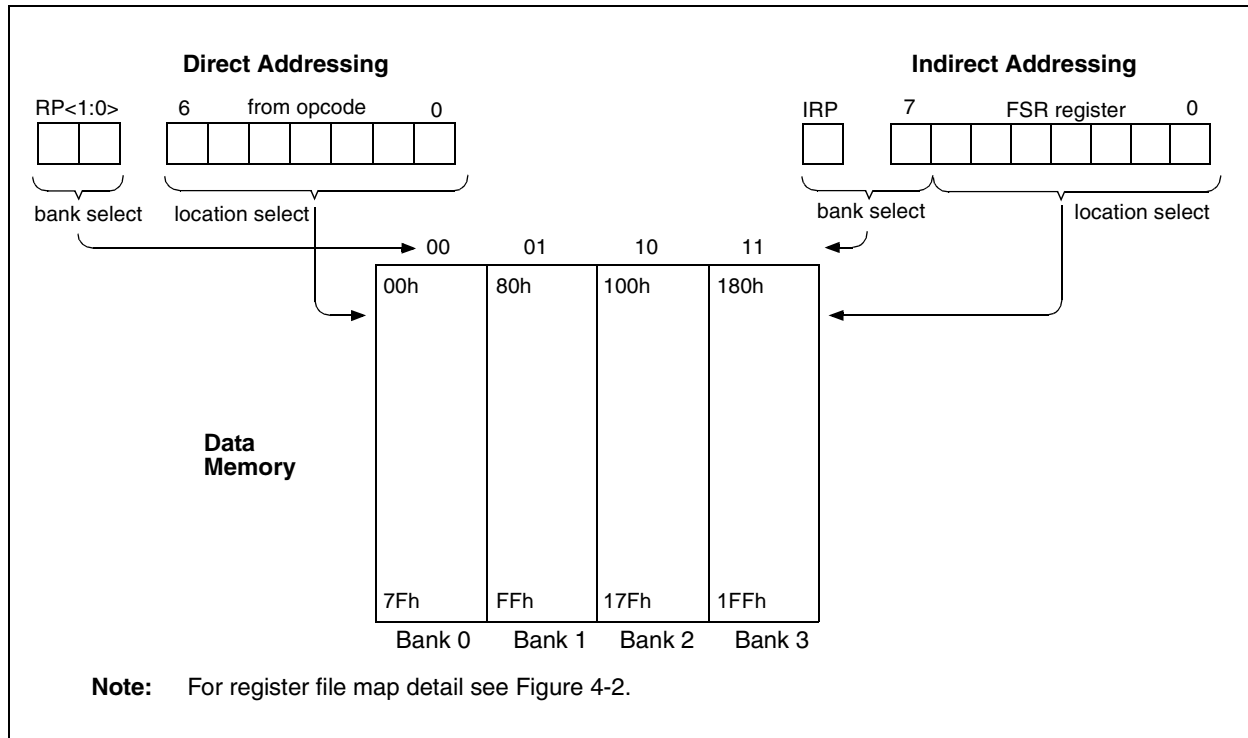 Direct Addressing
Indirect Addressing
RP<1:0> 6 from opcode 0
IRP 7 FSR register 0
bank select location select
bank select location select
00 01 10 11
00h 80h 100h 180h
Data
Memory
7Fh FFh 17Fh 1FFh
Bank 0 Bank 1 Bank 2 Bank 3
Note: For register file map detail see Figure 4-2.